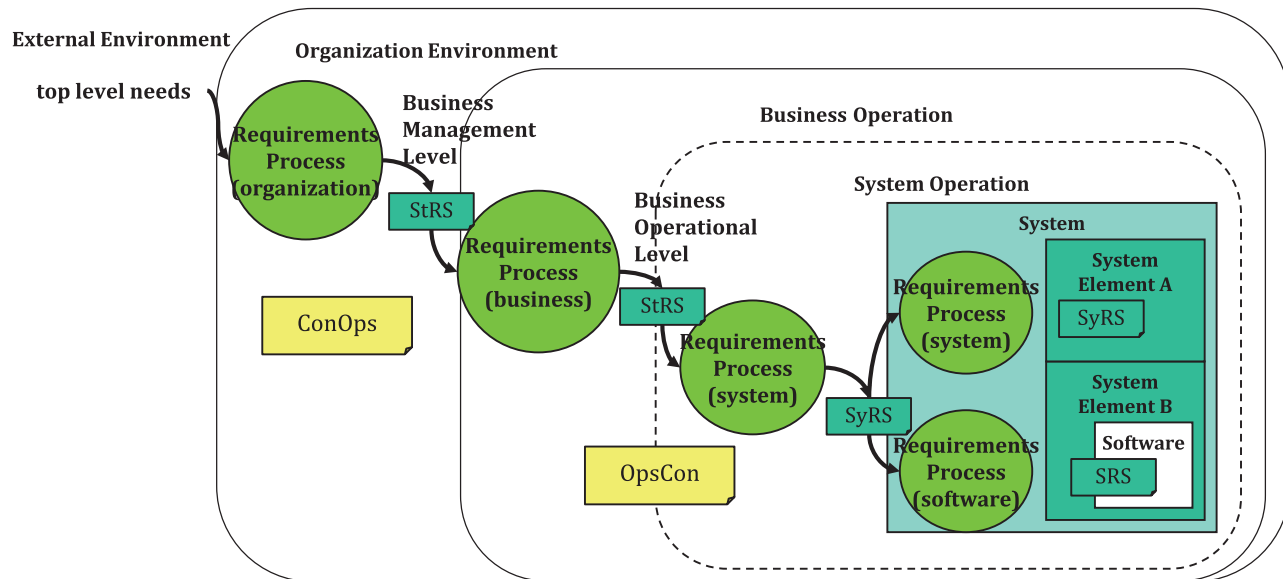 External Environment
Organization Environment
top level needs
Business
Management
Level
Requirements
Process
(organization)
StRS
Business Operation
System Operation
Business
Operational
Level
Requirements
Process
(business)
StRS
ConOps
System
Requirements
Process
(system)
System
Element A
SyRS
Requirements
Process
(system)
SyRS
System
Element B
Software
SRS
Requirements
Process
(software)
OpsCon